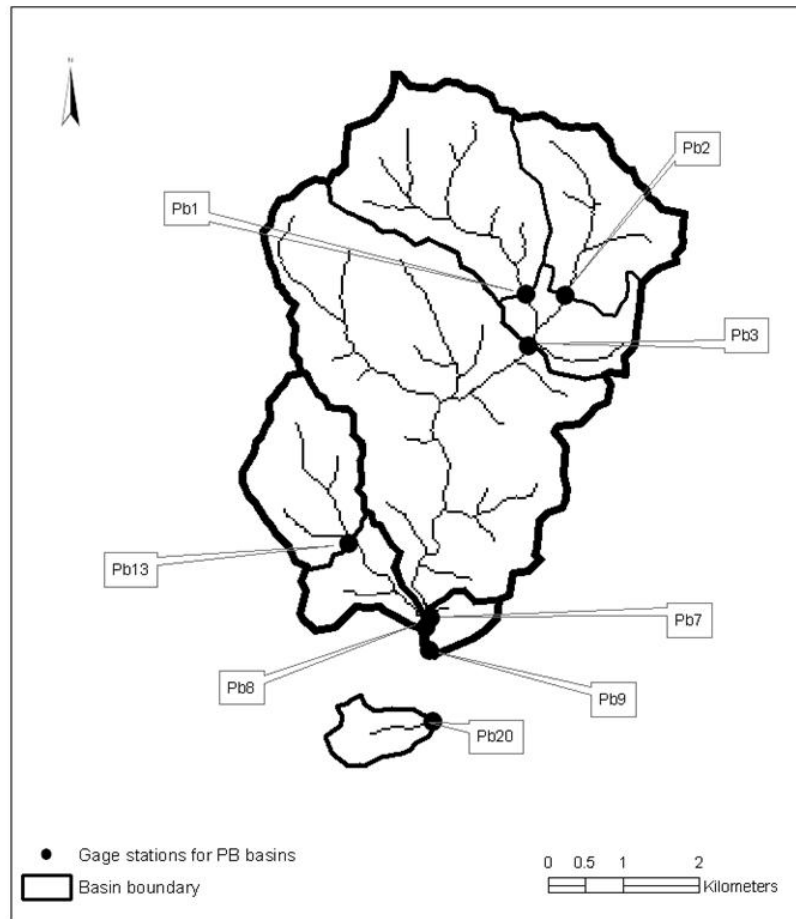 N
Pb2
Pb1
Pb3
Pb13
Pb7
Pb8
Pb9
Pb20
Gage stations for PB basins
Basin boundary
0 0.5 1 2
Kilometers